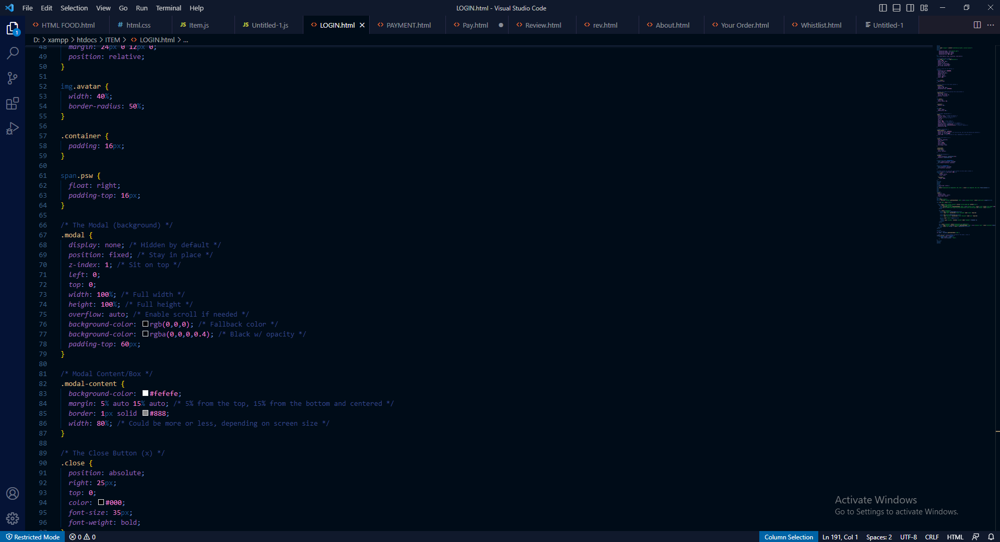 File Edit Selection View Go Run Terminal Help
LOGIN.html - Visual Studio Code
HTML FOOD.html
# html.css
JS Item.js
JS Untitled-1.js
LOGIN.html
PAYMENT.html
Pay.html
Review.html
rev.html
About.html
Your Order.html
Whistlist.html
Untitled-1
1
D: > xampp > htdocs > ITEM > LOGIN.html > ...
48 margin: 24px 0 12px 0;
49 position: relative;
50 }
51
52 img.avatar {
53 width: 40%;
54 border-radius: 50%;
55 }
56
57 .container {
58 padding: 16px;
59 }
60
61 span.psw {
62 float: right;
63 padding-top: 16px;
64 }
65
66 /* The Modal (background) */
67 .modal {
68 display: none; /* Hidden by default */
69 position: fixed; /* Stay in place */
70 z-index: 1; /* Sit on top */
71 left: 0;
72 top: 0;
73 width: 100%; /* Full width */
74 height: 100%; /* Full height */
75 overflow: auto; /* Enable scroll if needed */
76 background-color: rgb(0,0,0); /* Fallback color */
77 background-color: rgba(0,0,0,0.4); /* Black w/ opacity */
78 padding-top: 60px;
79 }
80
81 /* Modal Content/Box */
82 .modal-content {
83 background-color: #fefefe;
84 margin: 5% auto 15% auto; /* 5% from the top, 15% from the bottom and centered */
85 border: 1px solid #888;
86 width: 80%; /* Could be more or less, depending on screen size */
87 }
88
89 /* The Close Button (x) */
90 .close {
91 position: absolute;
92 right: 25px;
93 top: 0;
94 color: #000;
95 font-size: 35px;
96 font-weight: bold;
97 }
Activate Windows
Go to Settings to activate Windows.
Restricted Mode 0 0
Column Selection Ln 191, Col 1 Spaces: 2 UTF-8 CRLF HTML